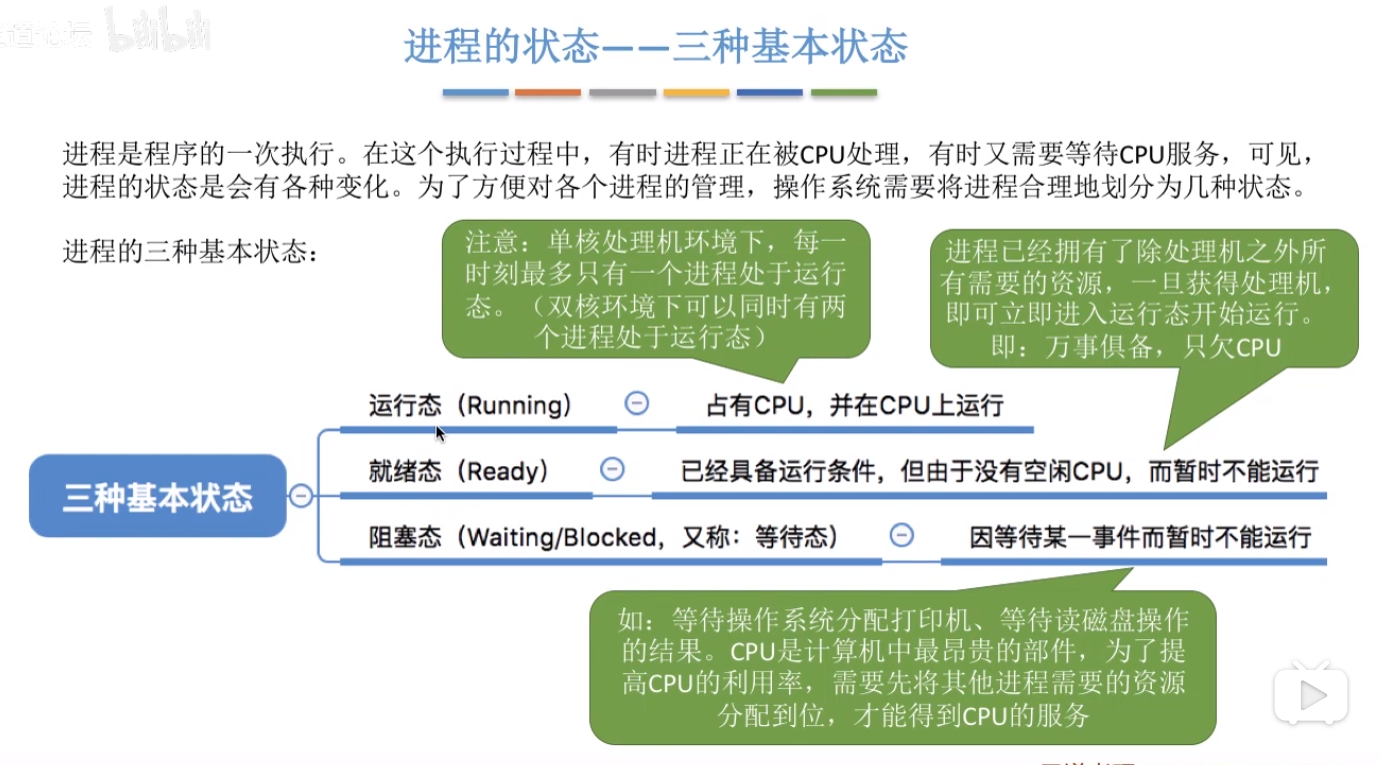 bilibili
进程的状态——三种基本状态
进程是程序的一次执行。在这个执行过程中，有时进程正在被CPU处理，有时又需要等待CPU服务，可见，
进程的状态是会有各种变化。为了方便对各个进程的管理，操作系统需要将进程合理地划分为几种状态。
进程的三种基本状态：
注意：单核处理机环境下，每一
时刻最多只有一个进程处于运行
态。（双核环境下可以同时有两
个进程处于运行态）
进程已经拥有了除处理机之外所
有需要的资源，一旦获得处理机，
即可立即进入运行态开始运行。
即：万事俱备，只欠CPU
三种基本状态
运行态（Running） 占有CPU，并在CPU上运行
就绪态（Ready） 已经具备运行条件，但由于没有空闲CPU，而暂时不能运行
阻塞态（Waiting/Blocked，又称：等待态） 因等待某一事件而暂时不能运行
如：等待操作系统分配打印机、等待读磁盘操作
的结果。CPU是计算机中最昂贵的部件，为了提
高CPU的利用率，需要先将其他进程需要的资源
分配到位，才能得到CPU的服务